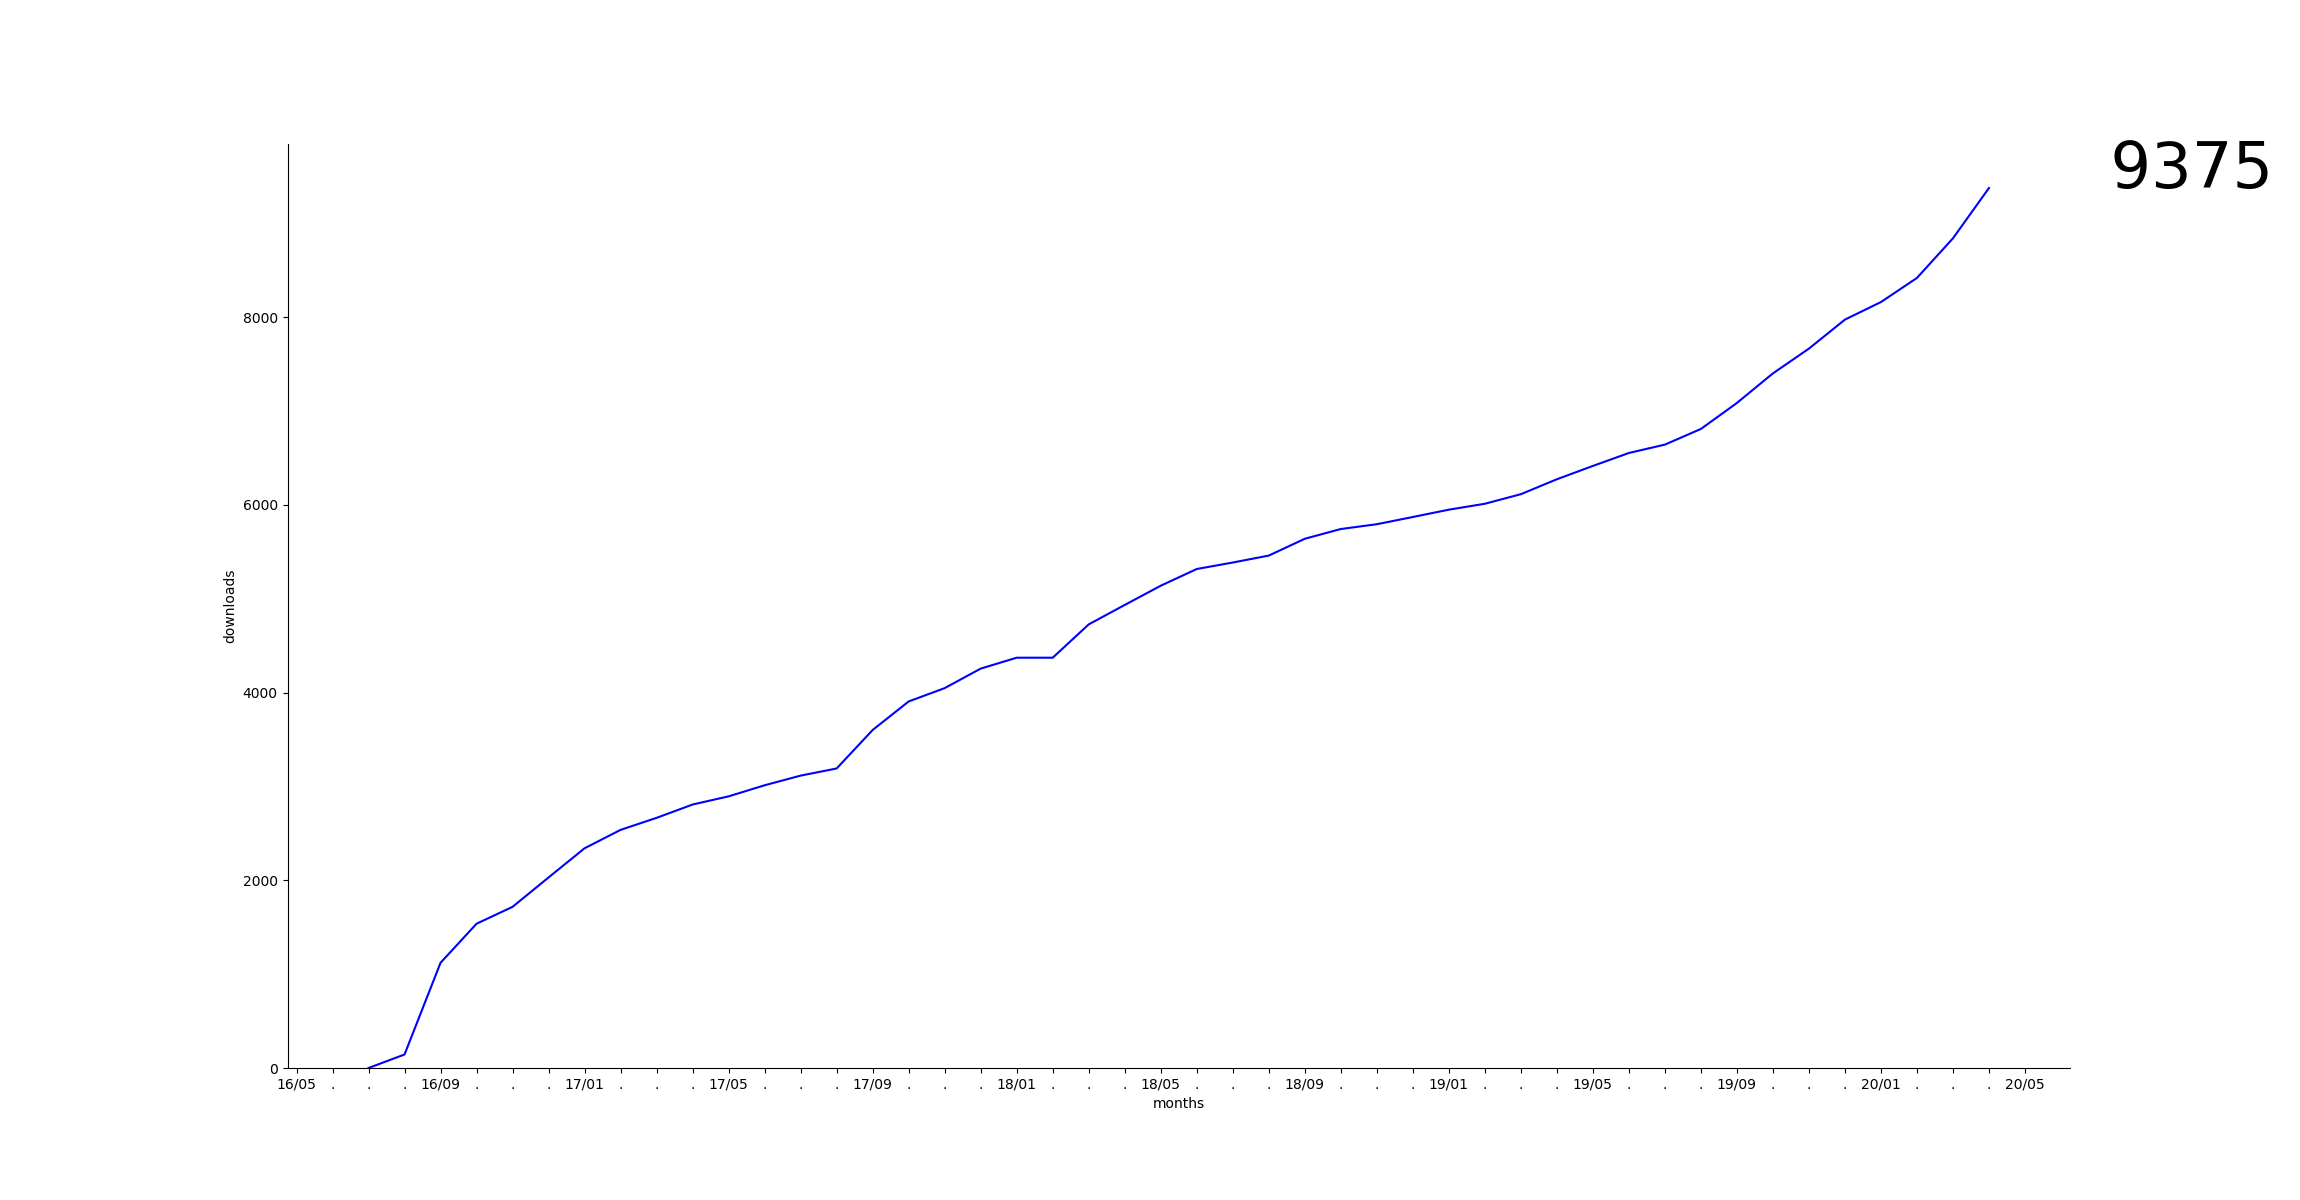 9375
8000
6000
downloads
4000
2000
0
16/05 . . . 16/09 . . . 17/01 . . . 17/05 . . . 17/09 . . . 18/01 . . . 18/05 . . . 18/09 . . . 19/01 . . . 19/05 . . . 19/09 . . . 20/01 . . . 20/05
months